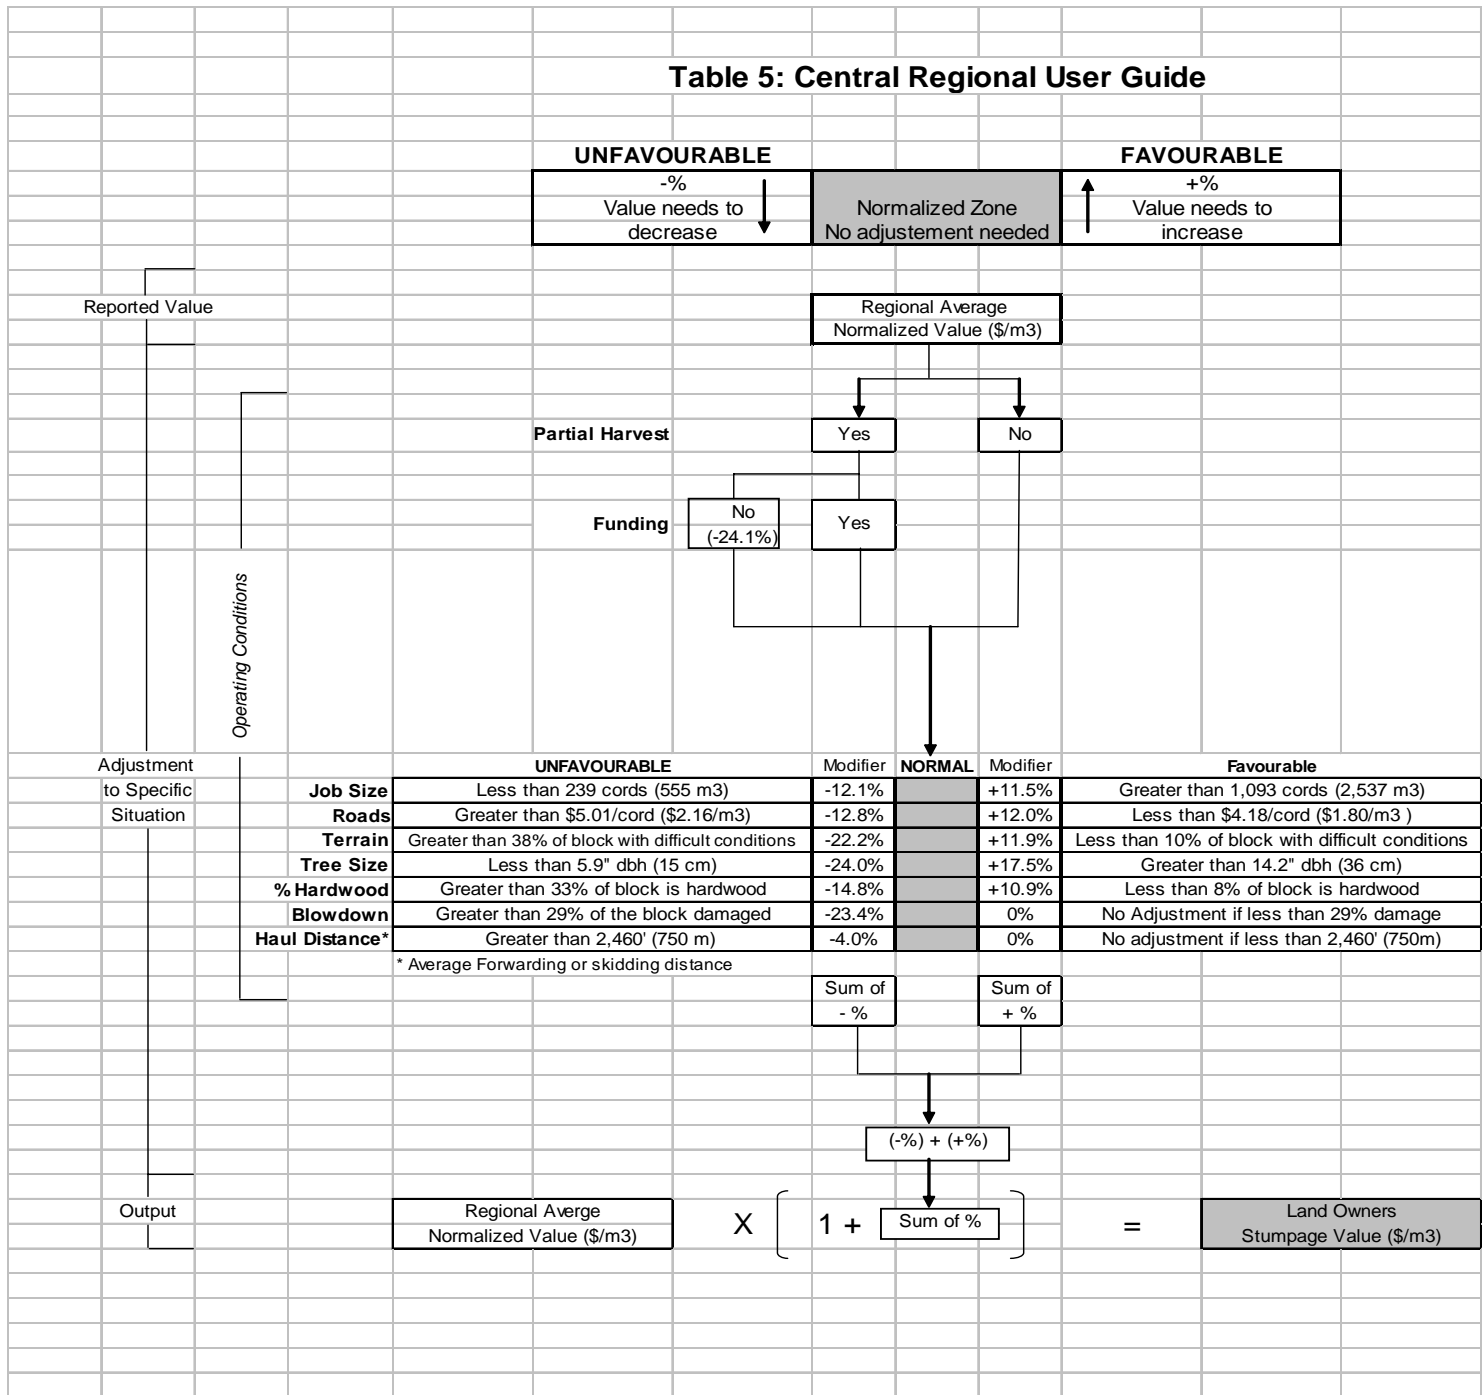 Table 5: Central Regional User Guide
UNFAVOURABLE
FAVOURABLE
-%
Value needs to
decrease
Normalized Zone
No adjustement needed
+%
Value needs to
increase
Reported Value
Regional Average
Normalized Value ($/m3)
Partial Harvest
Yes
No
Funding
No
(-24.1%)
Yes
Operating Conditions
Adjustment
to Specific
Situation
UNFAVOURABLE Modifier NORMAL Modifier Favourable
Job Size Less than 239 cords (555 m3) -12.1% +11.5% Greater than 1,093 cords (2,537 m3)
Roads Greater than $5.01/cord ($2.16/m3) -12.8% +12.0% Less than $4.18/cord ($1.80/m3 )
Terrain Greater than 38% of block with difficult conditions -22.2% +11.9% Less than 10% of block with difficult conditions
Tree Size Less than 5.9" dbh (15 cm) -24.0% +17.5% Greater than 14.2" dbh (36 cm)
% Hardwood Greater than 33% of block is hardwood -14.8% +10.9% Less than 8% of block is hardwood
Blowdown Greater than 29% of the block damaged -23.4% 0% No Adjustment if less than 29% damage
Haul Distance* Greater than 2,460' (750 m) -4.0% 0% No adjustment if less than 2,460' (750m)
* Average Forwarding or skidding distance
Sum of
- %
Sum of
+ %
(-%) + (+%)
Output
Regional Averge
Normalized Value ($/m3)
X
1 +
Sum of %
=
Land Owners
Stumpage Value ($/m3)